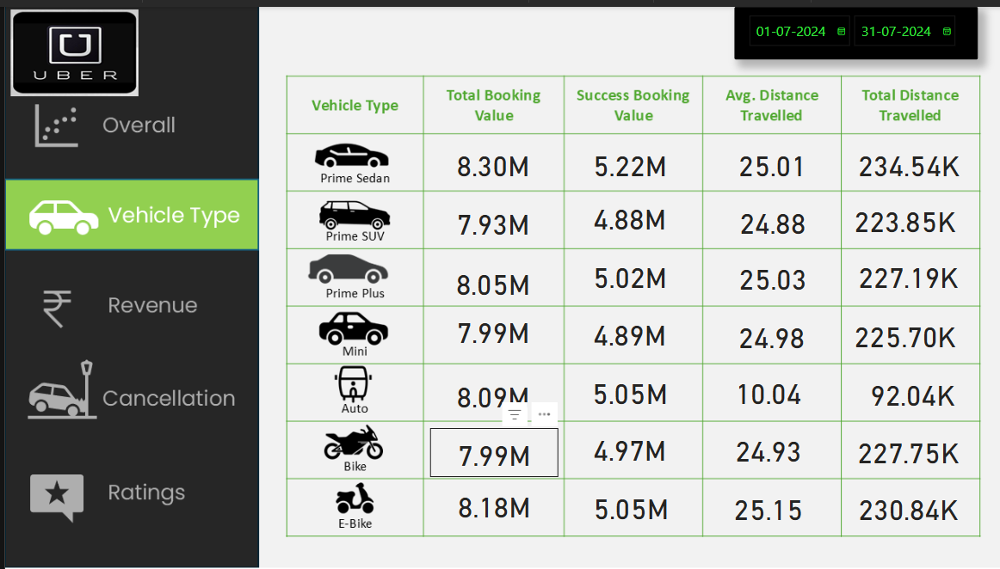 UBER
01-07-2024 31-07-2024
Overall
Vehicle Type
Revenue
Cancellation
Ratings
Vehicle Type Total Booking Value Success Booking Value Avg. Distance Travelled Total Distance Travelled
Prime Sedan 8.30M 5.22M 25.01 234.54K
Prime SUV 7.93M 4.88M 24.88 223.85K
Prime Plus 8.05M 5.02M 25.03 227.19K
Mini 7.99M 4.89M 24.98 225.70K
Auto 8.09M 5.05M 10.04 92.04K
Bike 7.99M 4.97M 24.93 227.75K
E-Bike 8.18M 5.05M 25.15 230.84K